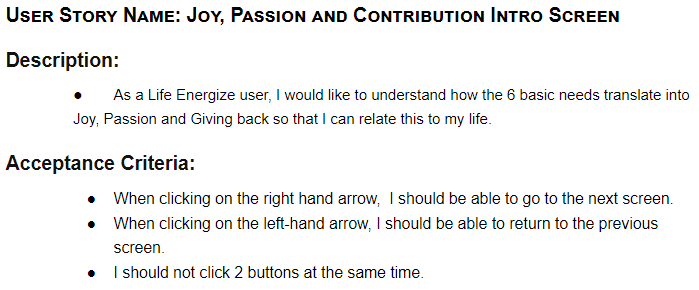 User Story Name: Joy, Passion and Contribution Intro Screen
Description:
● As a Life Energize user, I would like to understand how the 6 basic needs translate into
Joy, Passion and Giving back so that I can relate this to my life.
Acceptance Criteria:
● When clicking on the right hand arrow,  I should be able to go to the next screen.
● When clicking on the left-hand arrow, I should be able to return to the previous
screen.
● I should not click 2 buttons at the same time.